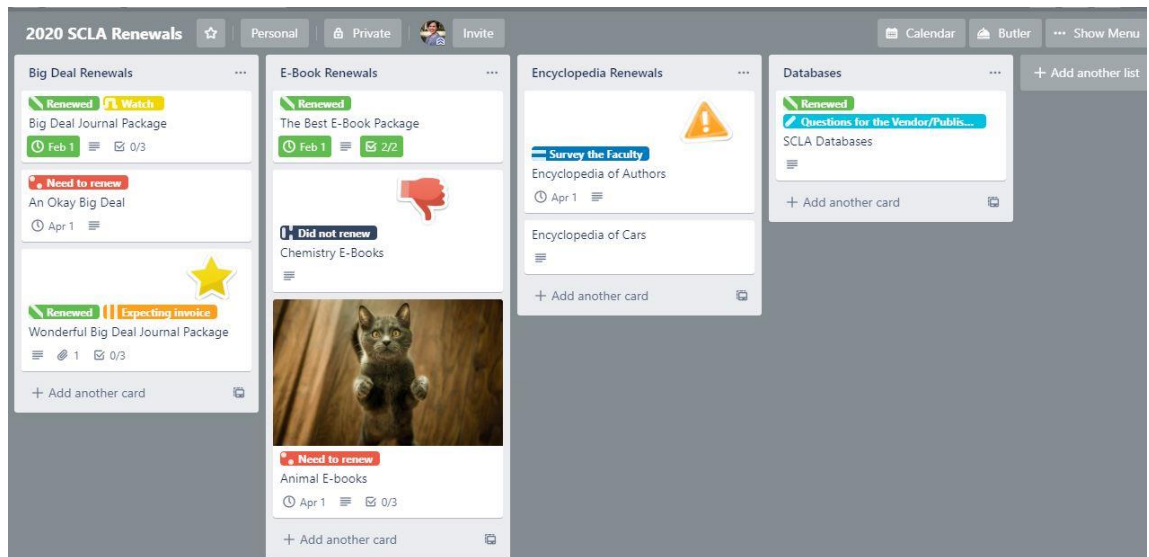 2020 SCLA Renewals Personal Private Invite Calendar Butler ··· Show Menu
Big Deal Renewals ···
Renewed Watch
Big Deal Journal Package
Feb 1 0/3
Need to renew
An Okay Big Deal
Apr 1
Renewed Expecting invoice
Wonderful Big Deal Journal Package
1 0/3
+ Add another card
E-Book Renewals ···
Renewed
The Best E-Book Package
Feb 1 2/2
Did not renew
Chemistry E-Books
Need to renew
Animal E-books
Apr 1 0/3
+ Add another card
Encyclopedia Renewals ···
Survey the Faculty
Encyclopedia of Authors
Apr 1
Encyclopedia of Cars
+ Add another card
Databases ···
Renewed
Questions for the Vendor/Publis...
SCLA Databases
+ Add another card
+ Add another list